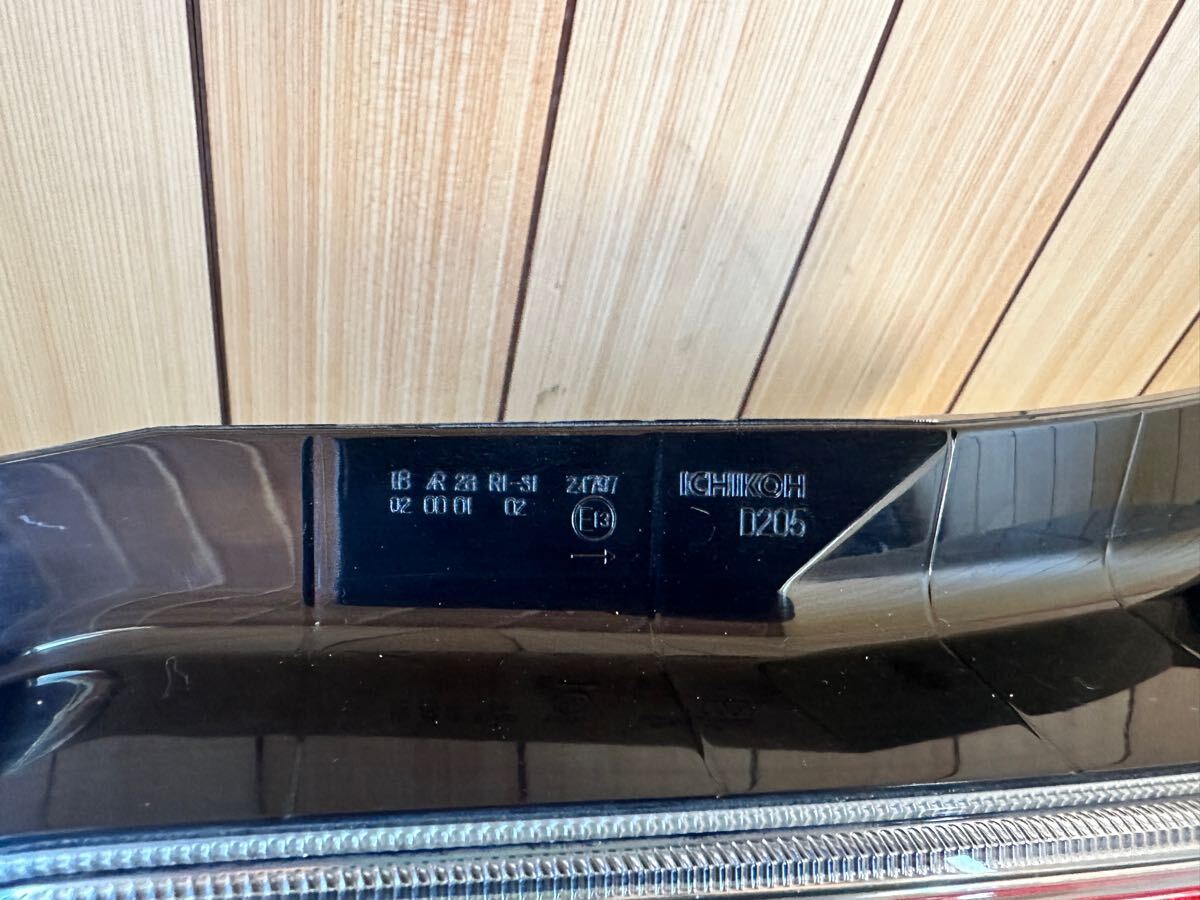 IB AR 2a R1-S1 21797
02 00 01 02
E13
ICHIKOH
D205